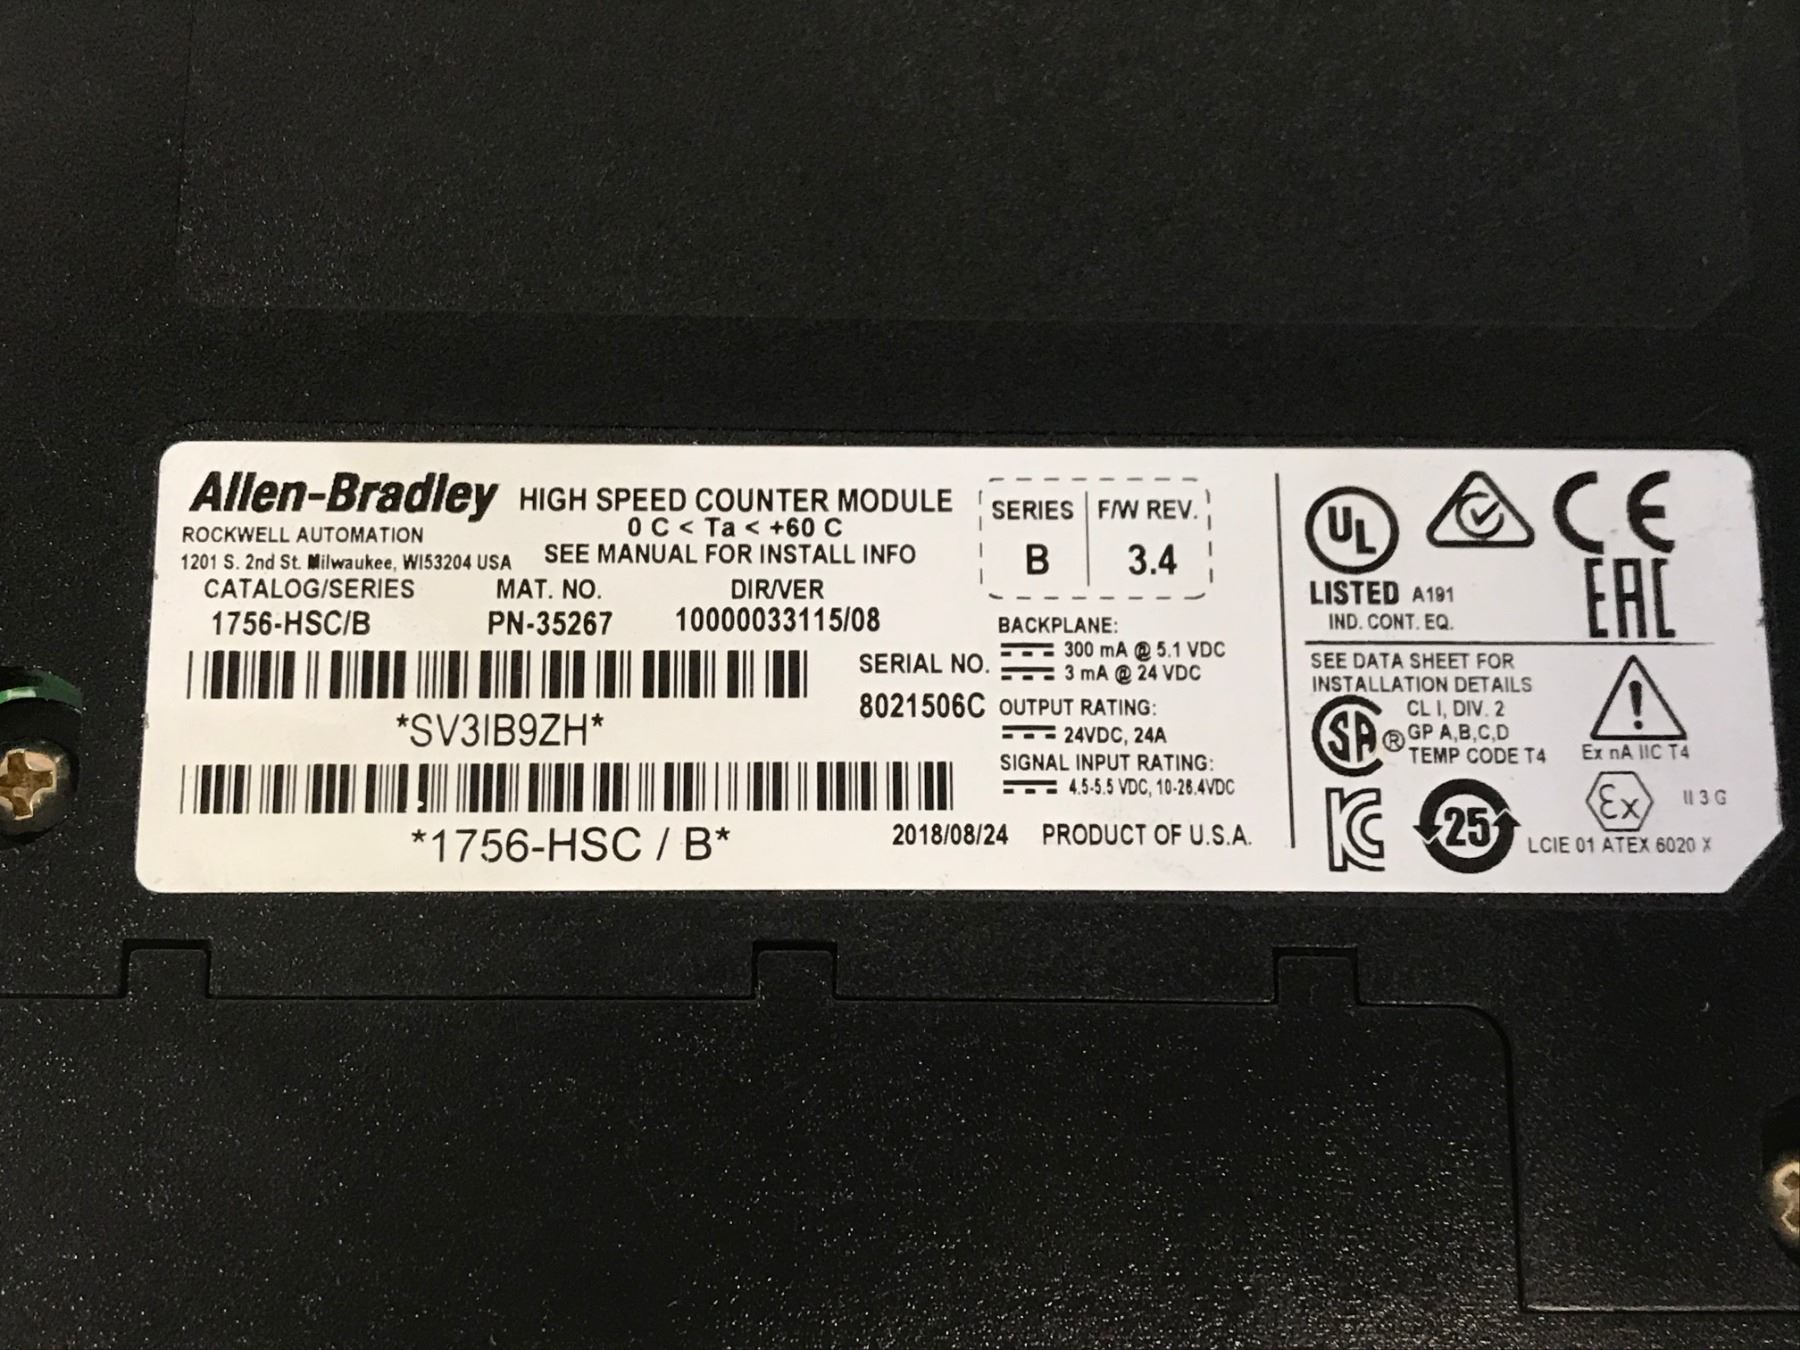 Allen-Bradley HIGH SPEED COUNTER MODULE
ROCKWELL AUTOMATION 0 C < Ta < +60 C
1201 S. 2nd St. Milwaukee, WI53204 USA SEE MANUAL FOR INSTALL INFO
CATALOG/SERIES MAT. NO. DIR/VER
1756-HSC/B PN-35267 10000033115/08
SERIAL NO.
8021506C
*SV3IB9ZH*
*1756-HSC / B*
2018/08/24 PRODUCT OF U.S.A.
SERIES F/W REV.
B 3.4
BACKPLANE:
300 mA @ 5.1 VDC
3 mA @ 24 VDC
OUTPUT RATING:
24VDC, 24A
SIGNAL INPUT RATING:
4.5-5.5 VDC, 10-26.4VDC
UL CE
LISTED A191 EAC
IND. CONT. EQ.
SEE DATA SHEET FOR
INSTALLATION DETAILS
CL I, DIV. 2
SA ® GP A,B,C,D
TEMP CODE T4
Ex nA IIC T4
KC 25 Ex II 3 G
LCIE 01 ATEX 6020 X